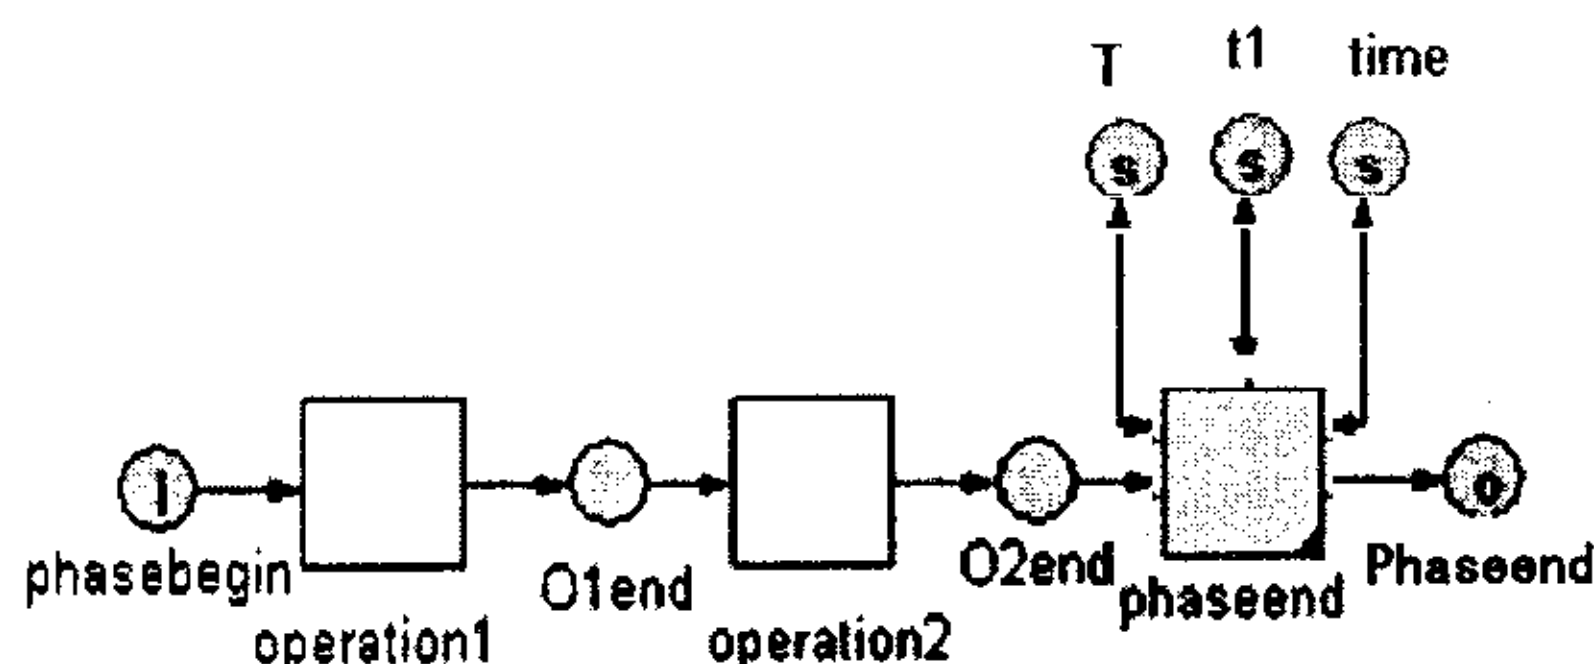 T t1 time
s s s
I o
phasebegin O1end O2end phaseend Phaseend
operation1 operation2